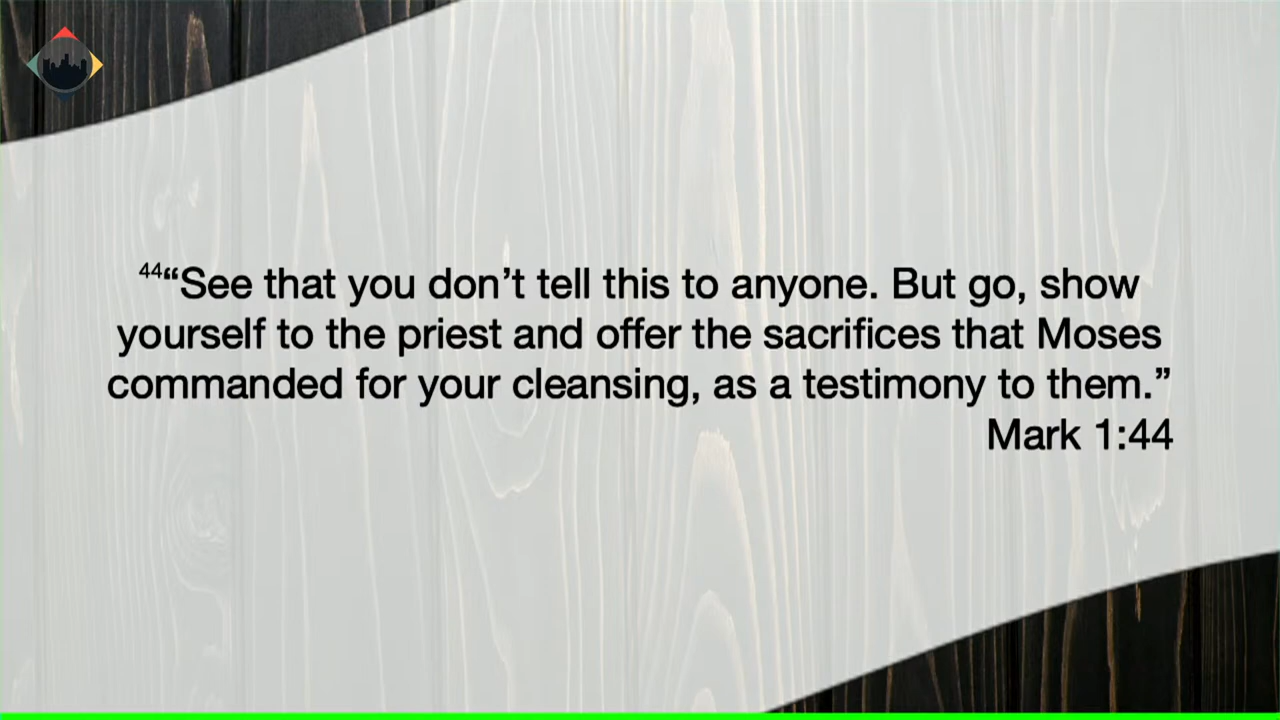 44“See that you don’t tell this to anyone. But go, show
yourself to the priest and offer the sacrifices that Moses
commanded for your cleansing, as a testimony to them.”
Mark 1:44